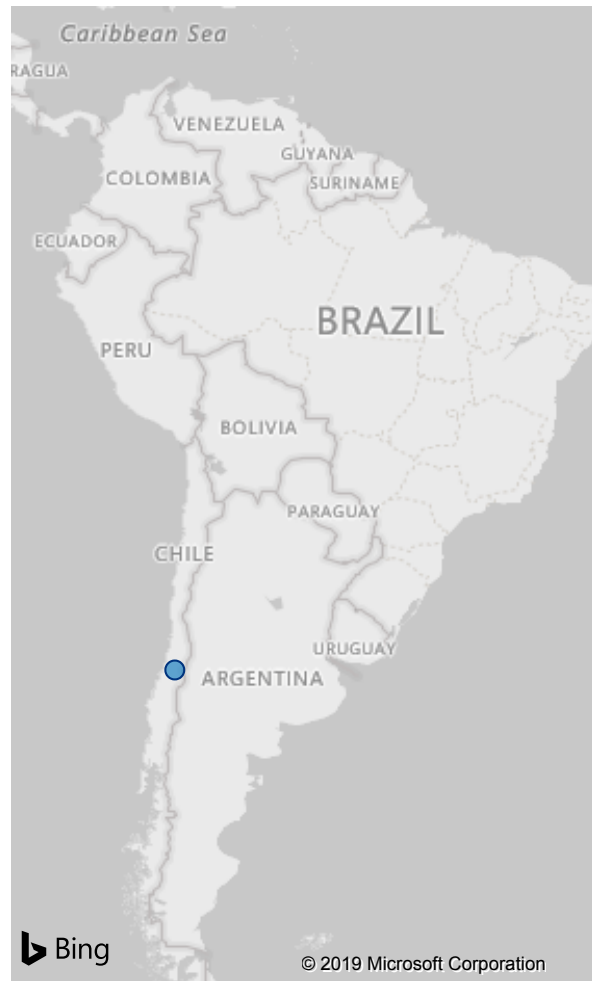 Caribbean Sea
RAGUA
VENEZUELA
GUYANA
COLOMBIA
SURINAME
ECUADOR
BRAZIL
PERU
BOLIVIA
PARAGUAY
CHILE
URUGUAY
ARGENTINA
Bing
© 2019 Microsoft Corporation